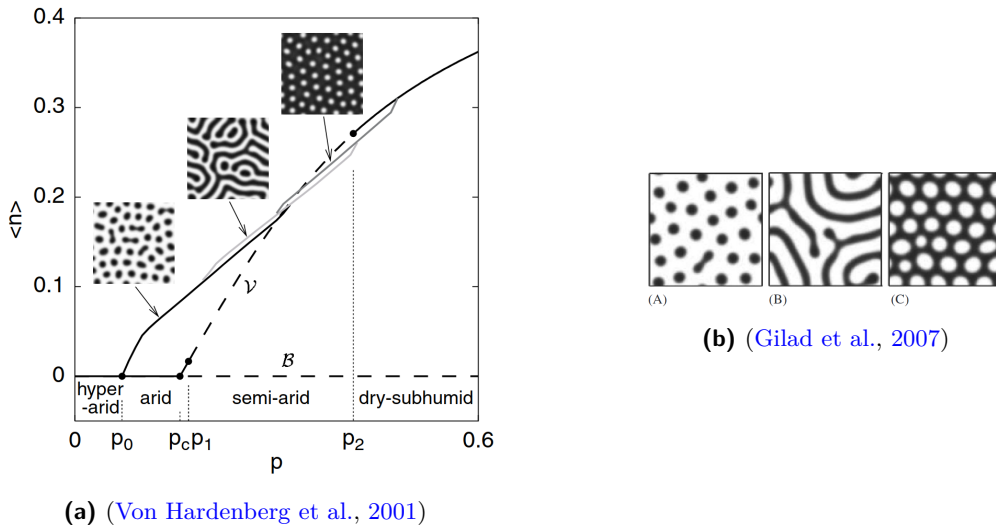 0.4
0.3
0.2
0.1
0
<n>
𝒱
ℬ
hyper
-arid
arid
semi-arid
dry-subhumid
0
p₀
p_c
p₁
p₂
0.6
p
(a) (Von Hardenberg et al., 2001)
(A)
(B)
(C)
(b) (Gilad et al., 2007)